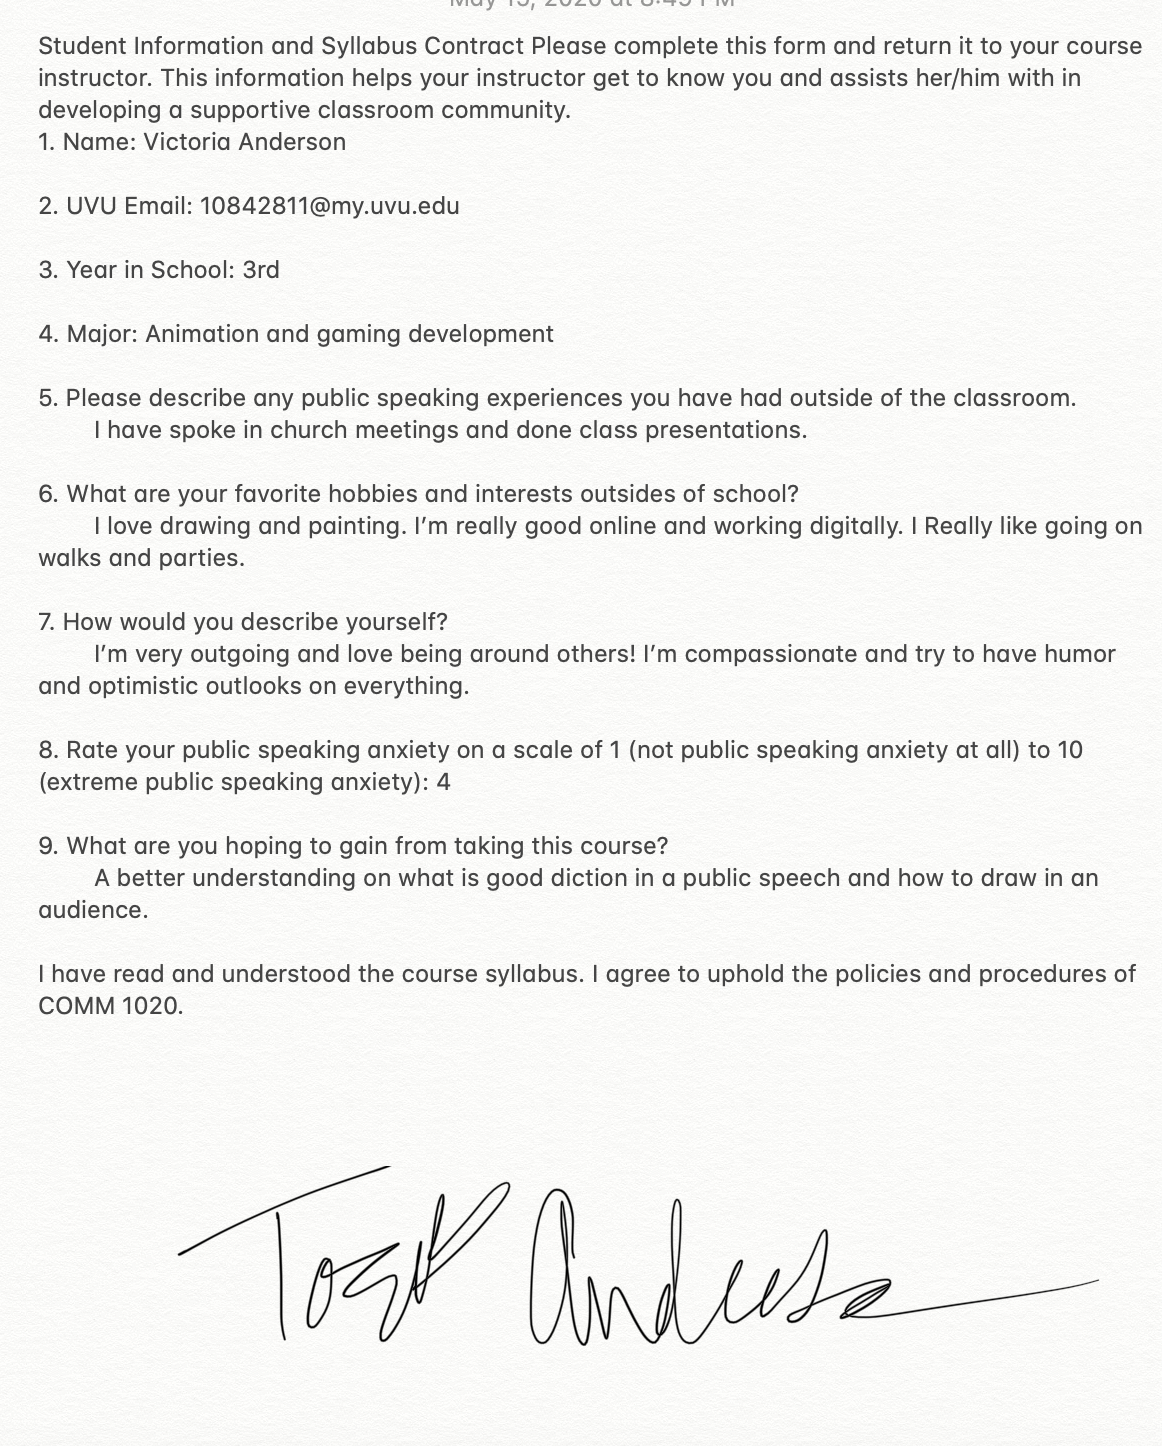 Student Information and Syllabus Contract Please complete this form and return it to your course
instructor. This information helps your instructor get to know you and assists her/him with in
developing a supportive classroom community.
1. Name: Victoria Anderson
2. UVU Email: 10842811@my.uvu.edu
3. Year in School: 3rd
4. Major: Animation and gaming development
5. Please describe any public speaking experiences you have had outside of the classroom.
I have spoke in church meetings and done class presentations.
6. What are your favorite hobbies and interests outsides of school?
I love drawing and painting. I’m really good online and working digitally. I Really like going on
walks and parties.
7. How would you describe yourself?
I’m very outgoing and love being around others! I’m compassionate and try to have humor
and optimistic outlooks on everything.
8. Rate your public speaking anxiety on a scale of 1 (not public speaking anxiety at all) to 10
(extreme public speaking anxiety): 4
9. What are you hoping to gain from taking this course?
A better understanding on what is good diction in a public speech and how to draw in an
audience.
I have read and understood the course syllabus. I agree to uphold the policies and procedures of
COMM 1020.